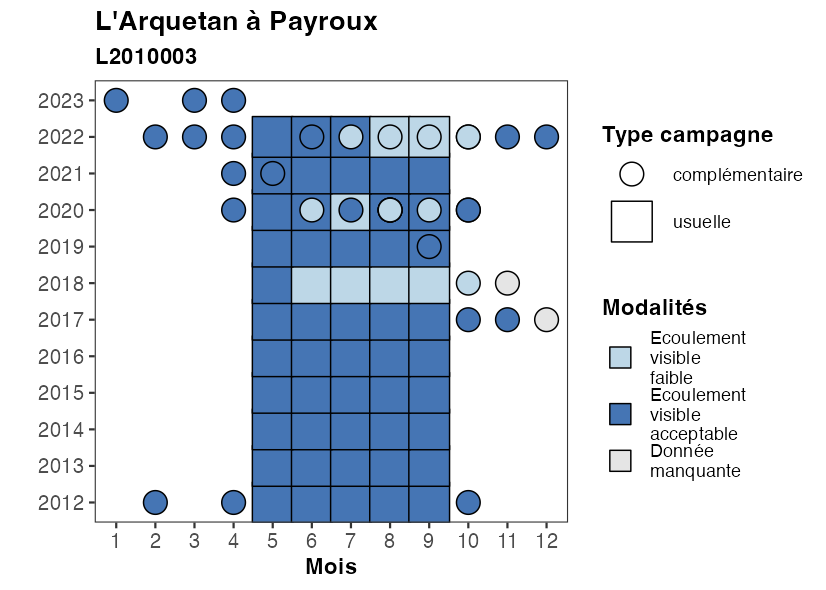 L'Arquetan à Payroux
L2010003
2023
2022
2021
2020
2019
2018
2017
2016
2015
2014
2013
2012
1 2 3 4 5 6 7 8 9 10 11 12
Mois
Type campagne
complémentaire
usuelle
Modalités
Ecoulement
visible
faible
Ecoulement
visible
acceptable
Donnée
manquante